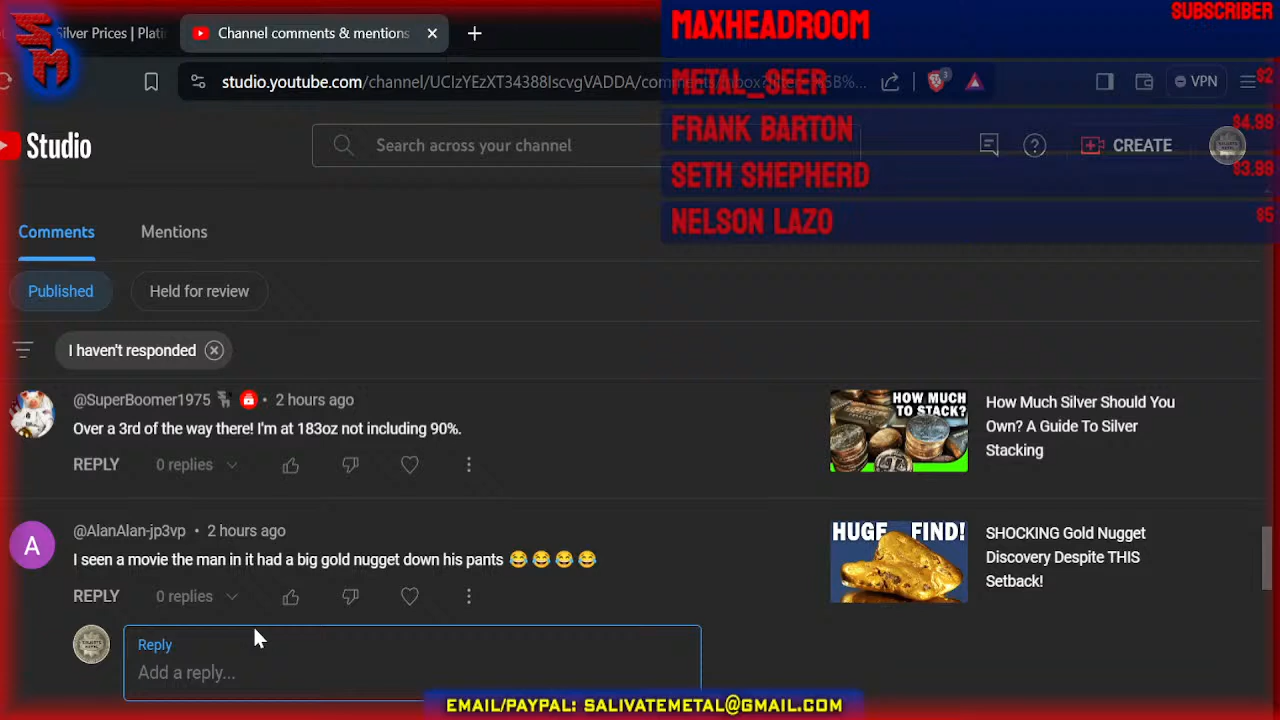 SM
Silver Prices | Plati
Channel comments & mentions
MAXHEADROOM
SUBSCRIBER
studio.youtube.com/channel/UCIzYEzXT34388IscvgVADDA/comments/inbox?
3
VPN
METAL_SEER
$2
FRANK BARTON
$4.99
SETH SHEPHERD
$3.99
NELSON LAZO
$5
Studio
Search across your channel
CREATE
Comments
Mentions
Published
Held for review
I haven't responded
@SuperBoomer1975 • 2 hours ago
Over a 3rd of the way there! I'm at 183oz not including 90%.
REPLY 0 replies
HOW MUCH
TO STACK?
How Much Silver Should You
Own? A Guide To Silver
Stacking
A
@AlanAlan-jp3vp • 2 hours ago
I seen a movie the man in it had a big gold nugget down his pants 😂 😂 😂 😂
REPLY 0 replies
HUGE FIND!
SHOCKING Gold Nugget
Discovery Despite THIS
Setback!
Reply
Add a reply...
EMAIL/PAYPAL: SALIVATEMETAL@GMAIL.COM